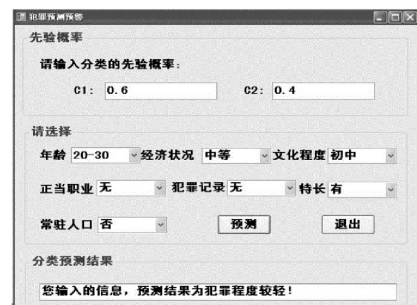 犯罪预测预警
先验概率
请输入分类的先验概率：
C1: 0.6 C2: 0.4
请选择
年龄 20-30 经济状况 中等 文化程度 初中
正当职业 无 犯罪记录 无 特长 有
常驻人口 否 预测 退出
分类预测结果
您输入的信息，预测结果为犯罪程度较轻！